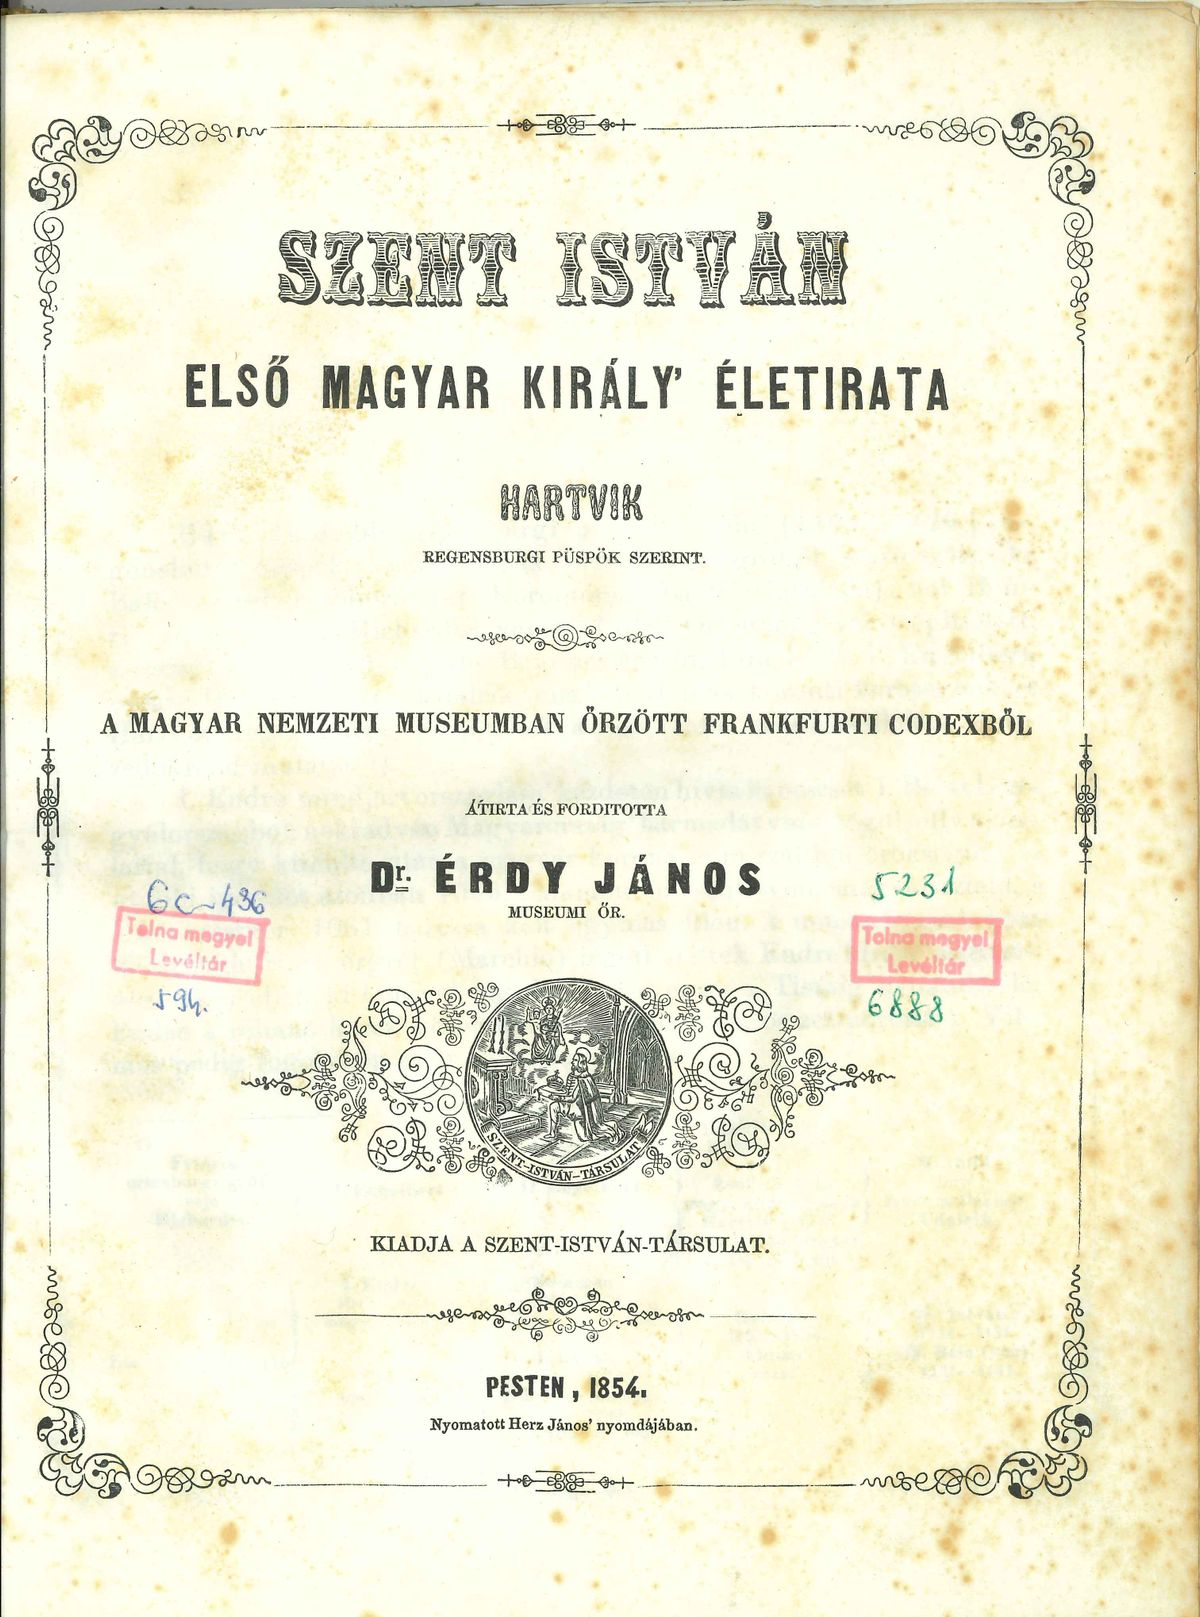 SZENT ISTVÁN
ELSŐ MAGYAR KIRÁLY' ÉLETIRATA
HARTVIK
REGENSBURGI PÜSPÖK SZERINT.
A MAGYAR NEMZETI MUSEUMBAN ŐRZÖTT FRANKFURTI CODEXBŐL
ÁTIRTA ÉS FORDITOTTA
Dr. ÉRDY JÁNOS
MUSEUMI ŐR.
6c-436
Tolna megyei
Levéltár
594.
5231
Tolna megyei
Levéltár
6888
SZENT-ISTVÁN-TÁRSULAT
KIADJA A SZENT-ISTVÁN-TÁRSULAT.
PESTEN, 1854.
Nyomatott Herz János' nyomdájában.